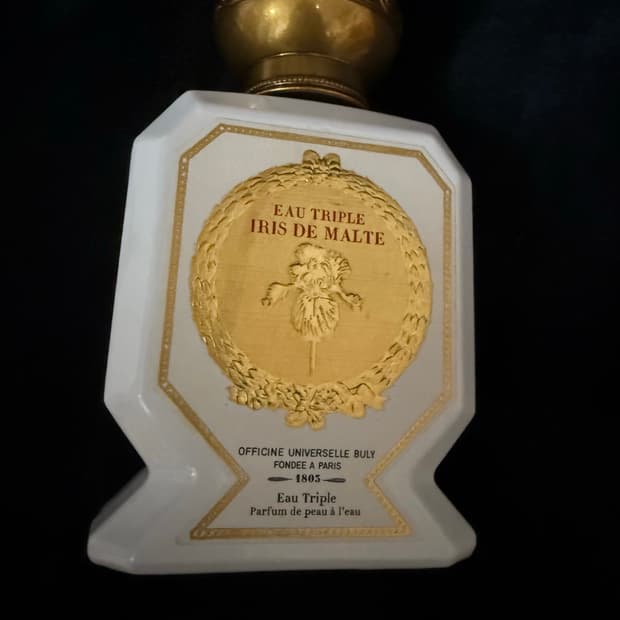 EAU TRIPLE
IRIS DE MALTE
OFFICINE UNIVERSELLE BULY
FONDEE A PARIS
1803
Eau Triple
Parfum de peau à l'eau